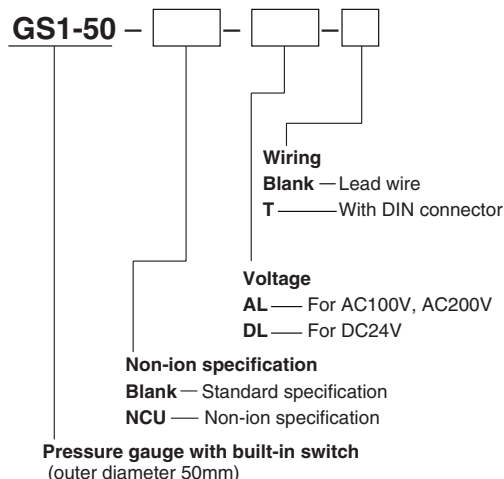 GS1-50 – –  –
Wiring
Blank — Lead wire
T — With DIN connector
Voltage
AL — For AC100V, AC200V
DL — For DC24V
Non-ion specification
Blank — Standard specification
NCU — Non-ion specification
Pressure gauge with built-in switch
(outer diameter 50mm)